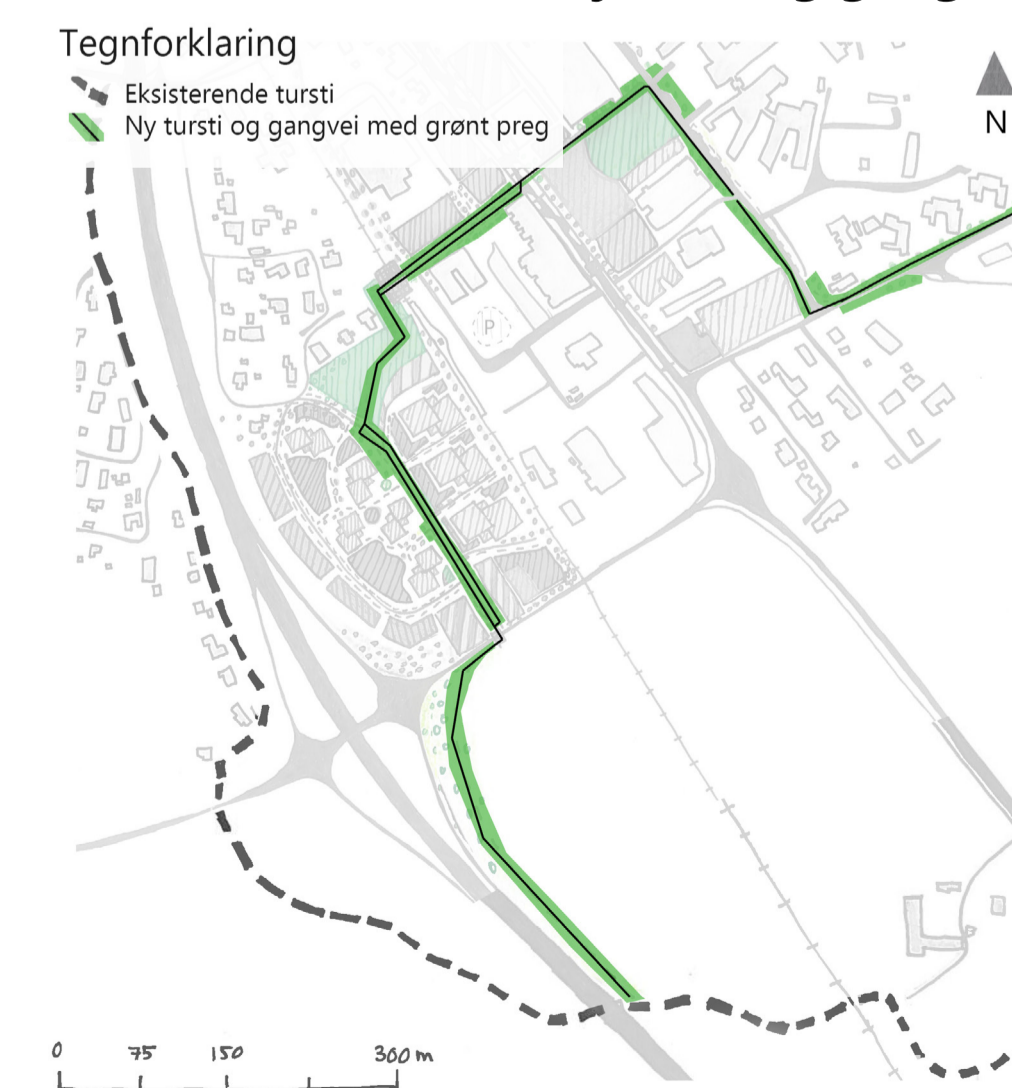 Tegnforklaring
Eksisterende tursti
Ny tursti og gangvei med grønt preg
N
P
0 75 150 300 m